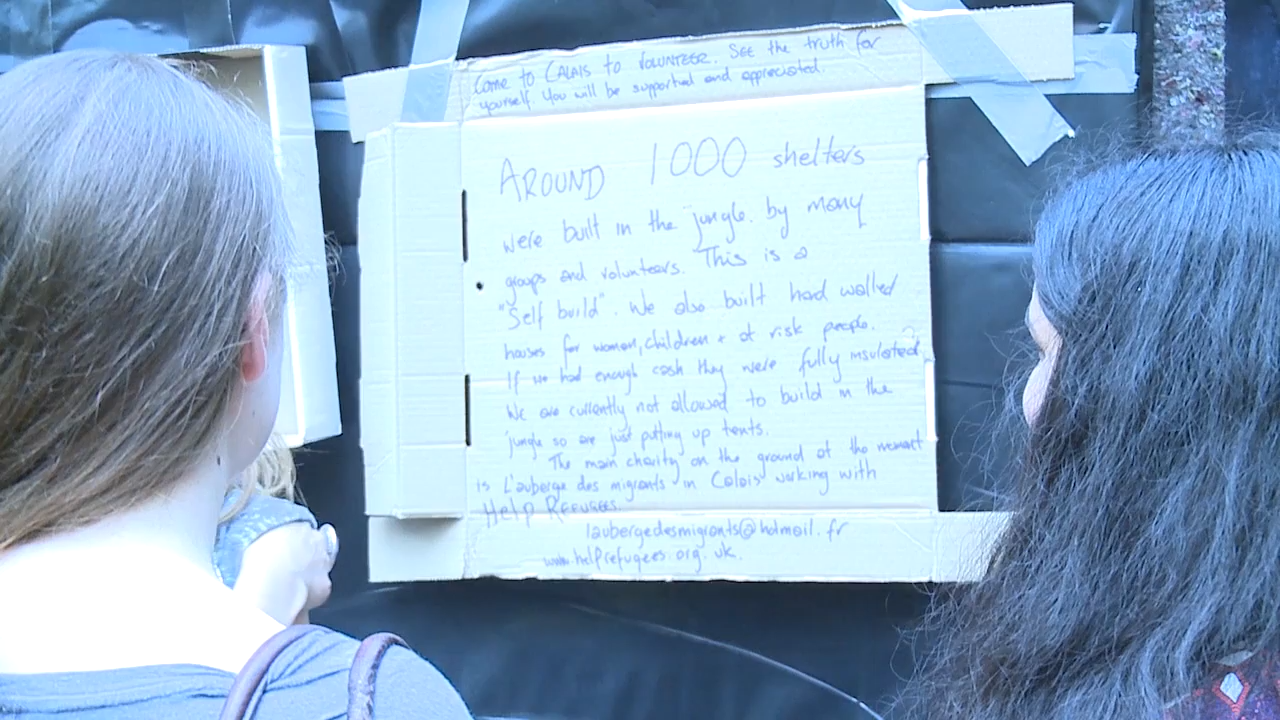 Come to CALAIS to VOLUNTEER. SEE the truth for
yourself. You will be supported and appreciated.
AROUND 1000 shelters
were built in the 'jungle. by many
groups and volunteers. This is a
"Self build". We also built hard walled
houses for women, children + at risk people.
If we had enough cash they were fully insulated.
We are currently not allowed to build in the
'jungle so are just putting up tents.
The main charity on the ground at the moment
is L'auberge des migrants in Calais working with
Help REFUGEES.
laubergedesmigrants@hotmail.fr
www.helprefugees.org.uk.